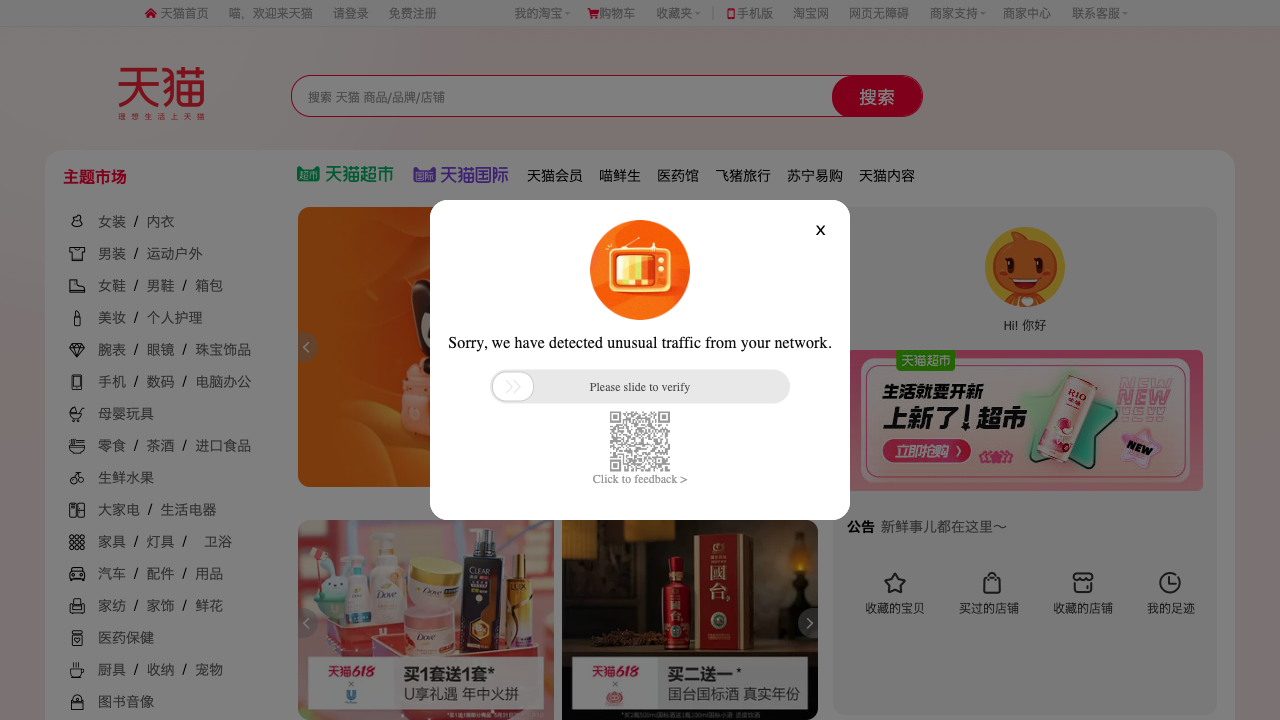 天猫首页 喵，欢迎来天猫 请登录 免费注册 我的淘宝 购物车 收藏夹 手机版 淘宝网 网页无障碍 商家支持 商家中心 联系客服
天猫
理想生活上天猫
搜索 天猫 商品/品牌/店铺
搜索
主题市场
天猫超市 天猫国际 天猫会员 喵鲜生 医药馆 飞猪旅行 苏宁易购 天猫内容
女装 / 内衣
男装 / 运动户外
女鞋 / 男鞋 / 箱包
美妆 / 个人护理
腕表 / 眼镜 / 珠宝饰品
手机 / 数码 / 电脑办公
母婴玩具
零食 / 茶酒 / 进口食品
生鲜水果
大家电 / 生活电器
家具 / 灯具 / 卫浴
汽车 / 配件 / 用品
家纺 / 家饰 / 鲜花
医药保健
厨具 / 收纳 / 宠物
图书音像
x
Sorry, we have detected unusual traffic from your network.
Please slide to verify
Click to feedback >
Hi! 你好
天猫超市
生活就要开新
上新了!超市
立即抢购
RIO
NEW
NEW
NEW
公告 新鲜事儿都在这里～
收藏的宝贝 买过的店铺 收藏的店铺 我的足迹
CLEAR
Dove
Dove
Dove
LUX
天猫618
买1套送1套*
U享礼遇 年中火拼
國台
天猫618
买二送一*
国台国标酒 真实年份